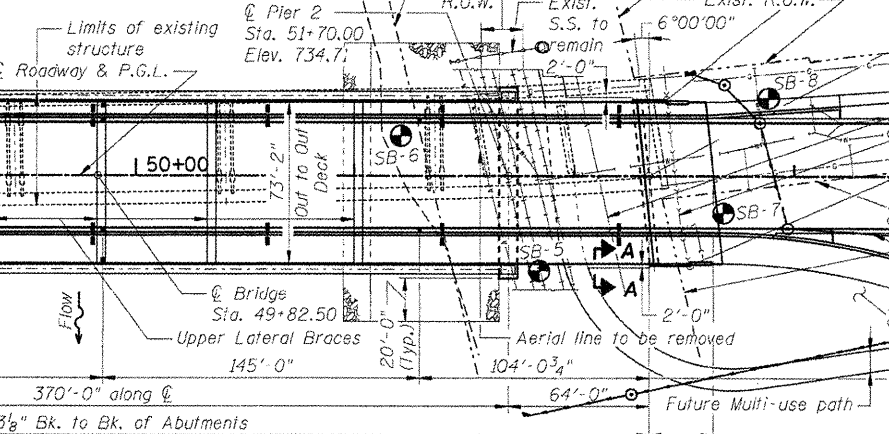 ℄ Pier 2
Sta. 51+70.00
Elev. 734.7
R.O.W.
Exist.
S.S. to
remain
2'-0"
Exist. R.O.W.
6°00'00"
Limits of existing
structure
℄ Roadway & P.G.L.
SB-8
SB-6
50+00
73'-2"
Out to Out
Deck
SB-7
SB-5
A
A
℄ Bridge
Sta. 49+82.50
Flow
Upper Lateral Braces
20'-0"
(Typ.)
2'-0"
Aerial line to be removed
145'-0"
104'-0¾"
370'-0" along ℄
64'-0"
Future Multi-use path
3⅛" Bk. to Bk. of Abutments